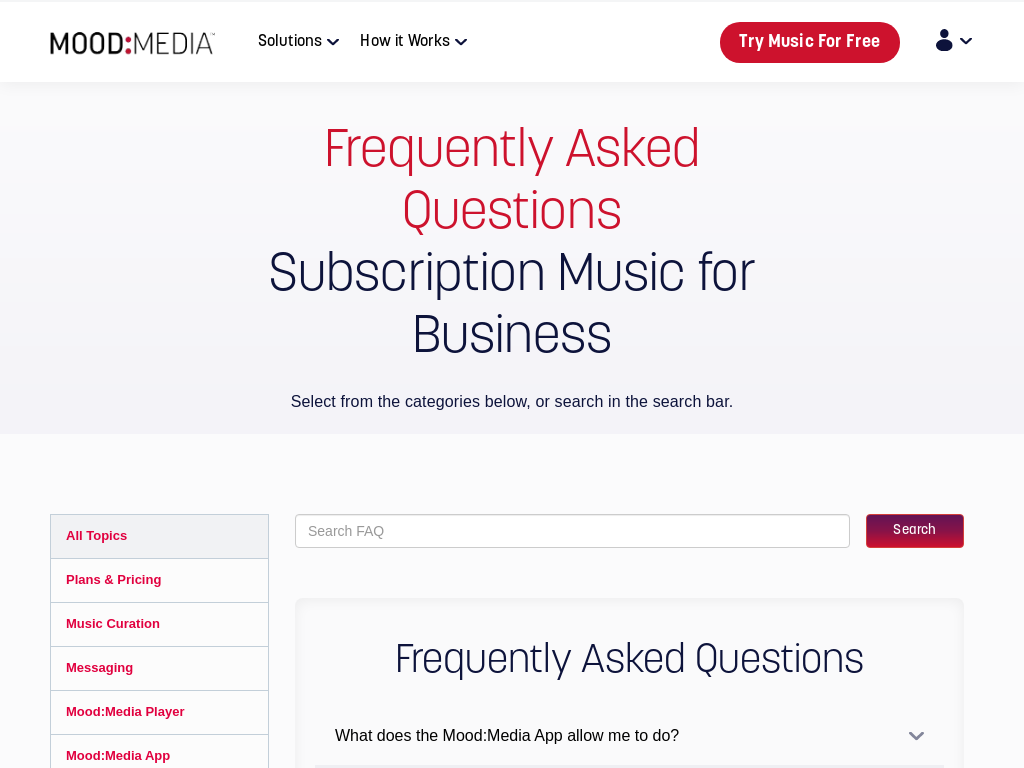 MOOD:MEDIA™
Solutions
How it Works
Try Music For Free
Frequently Asked
Questions
Subscription Music for
Business
Select from the categories below, or search in the search bar.
All Topics
Plans & Pricing
Music Curation
Messaging
Mood:Media Player
Mood:Media App
Search FAQ
Search
Frequently Asked Questions
What does the Mood:Media App allow me to do?